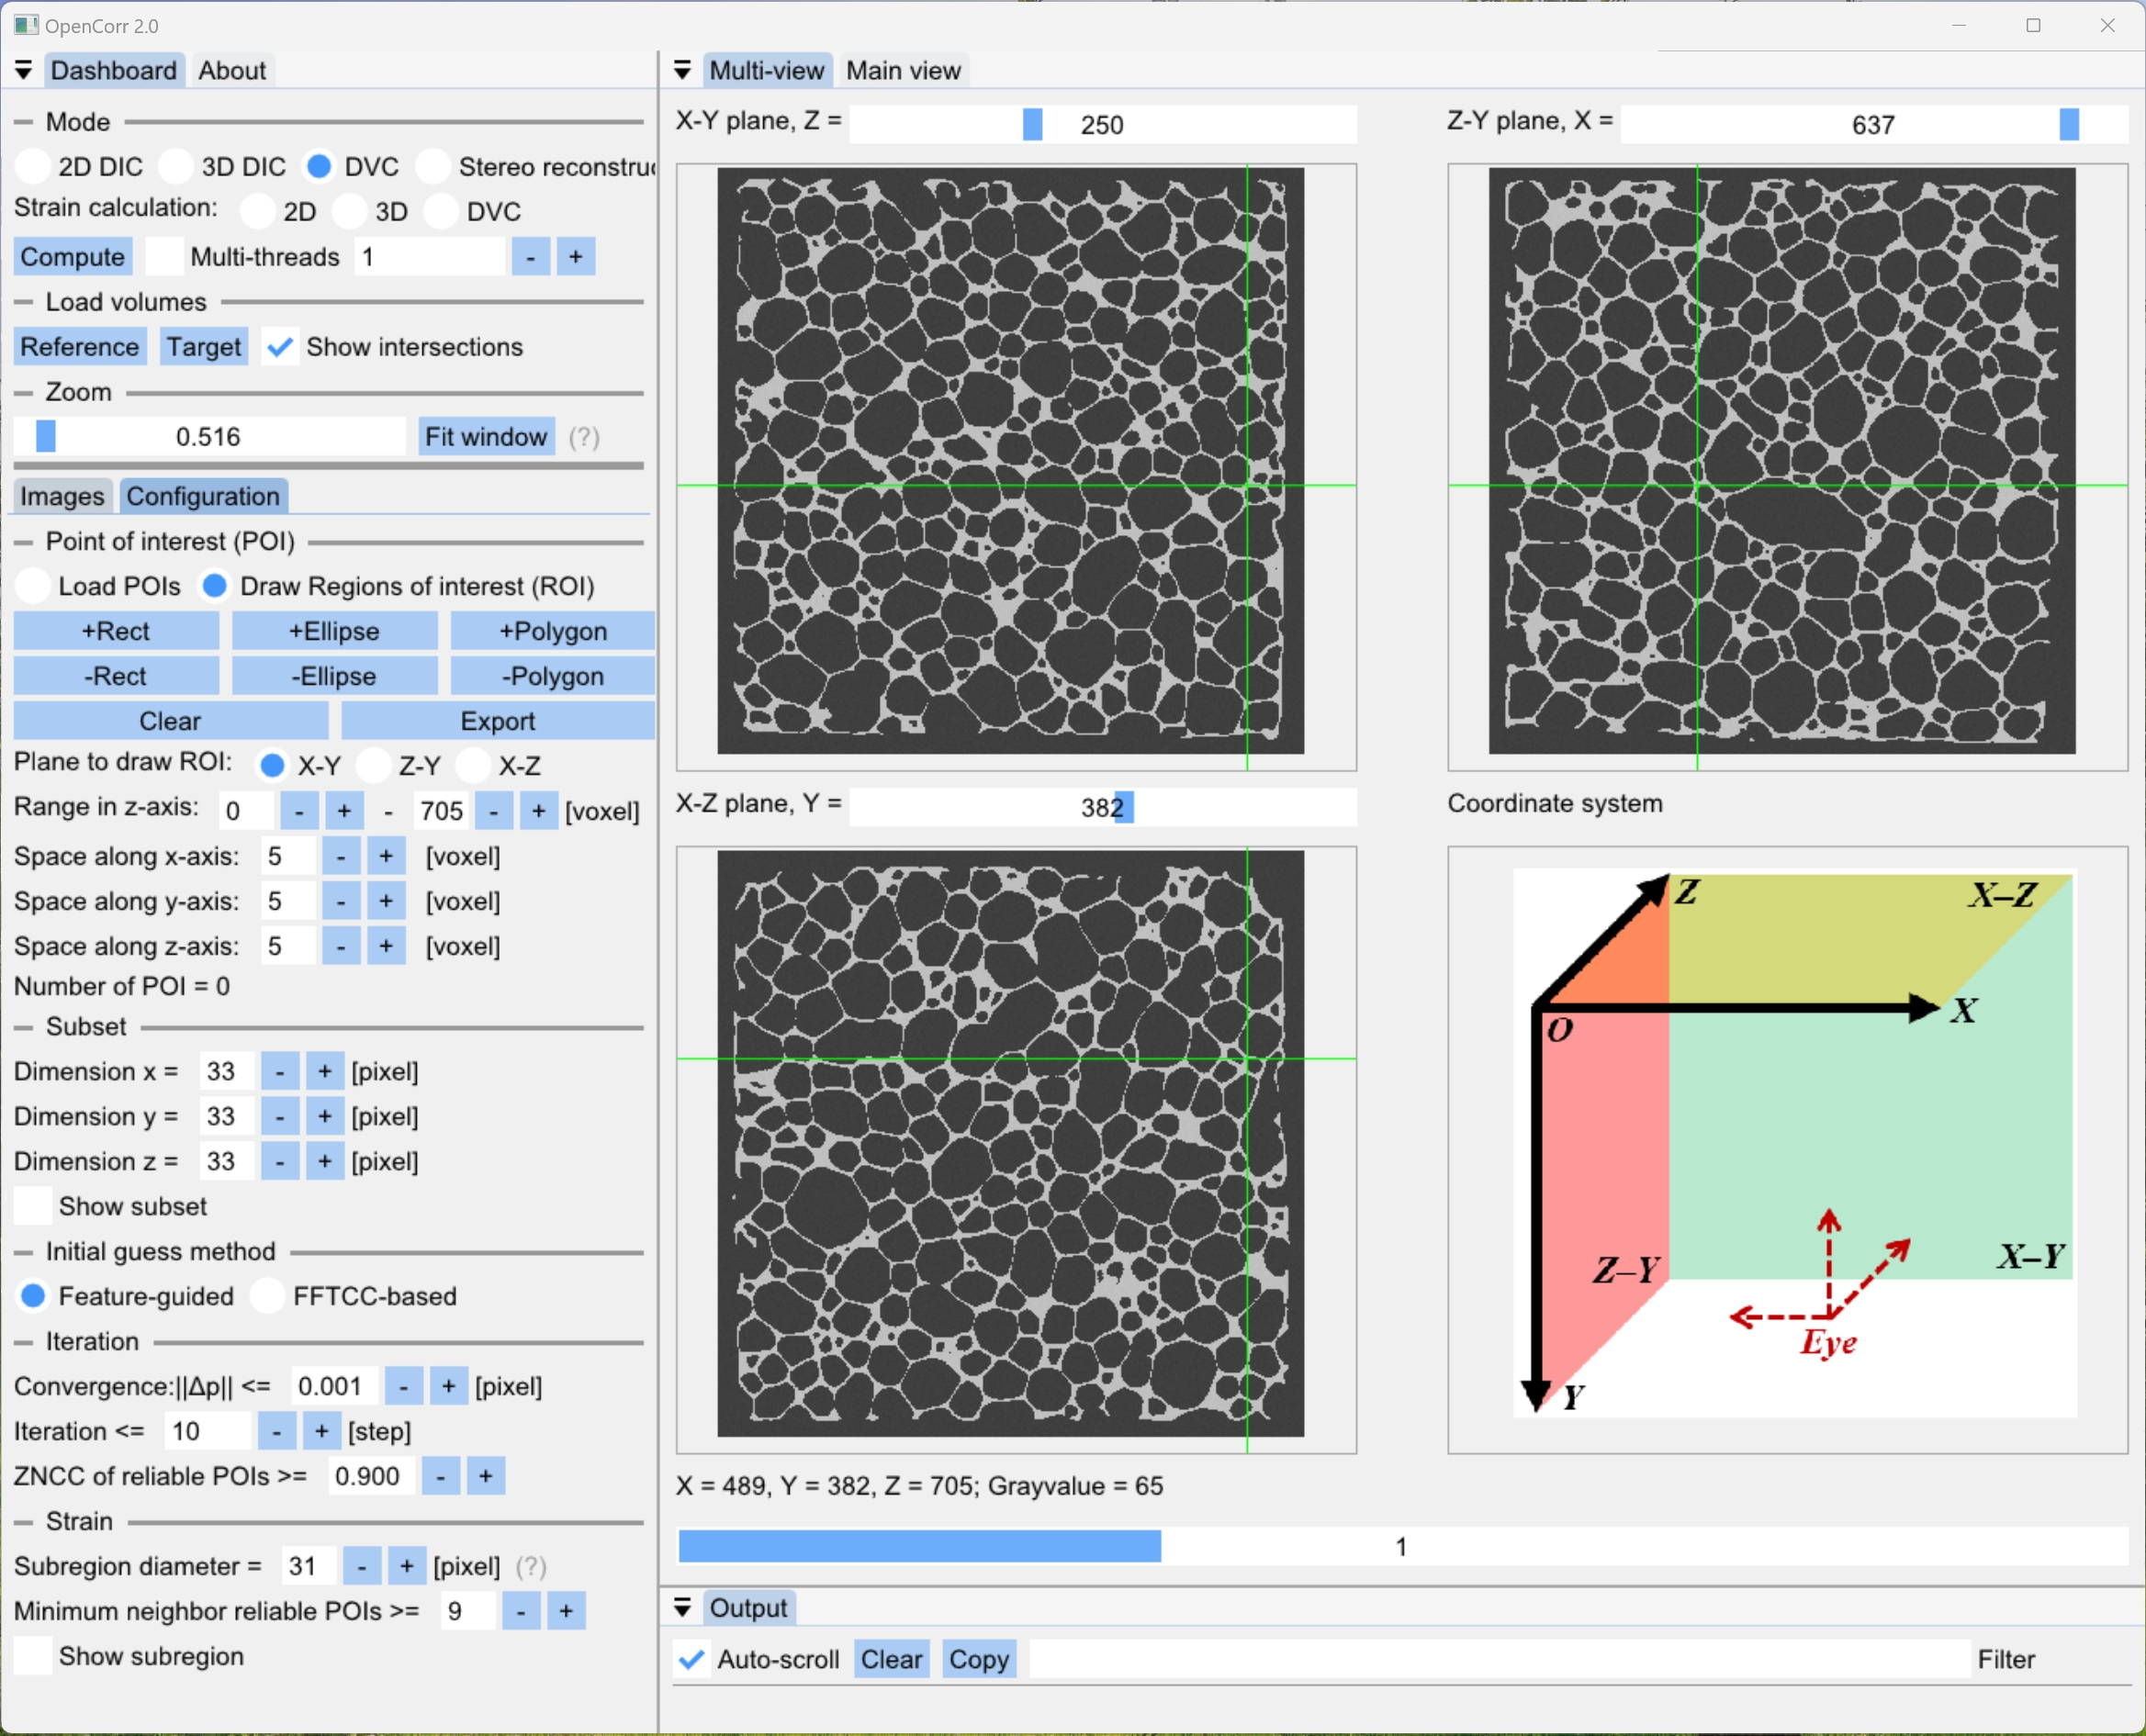 OpenCorr 2.0
Dashboard About
Mode
2D DIC 3D DIC DVC Stereo reconstruc
Strain calculation: 2D 3D DVC
Compute Multi-threads 1 - +
Load volumes
Reference Target Show intersections
Zoom
0.516 Fit window (?)
Images Configuration
Point of interest (POI)
Load POIs Draw Regions of interest (ROI)
+Rect +Ellipse +Polygon
-Rect -Ellipse -Polygon
Clear Export
Plane to draw ROI: X-Y Z-Y X-Z
Range in z-axis: 0 - + - 705 - + [voxel]
Space along x-axis: 5 - + [voxel]
Space along y-axis: 5 - + [voxel]
Space along z-axis: 5 - + [voxel]
Number of POI = 0
Subset
Dimension x = 33 - + [pixel]
Dimension y = 33 - + [pixel]
Dimension z = 33 - + [pixel]
Show subset
Initial guess method
Feature-guided FFTCC-based
Iteration
Convergence:||Δp|| <= 0.001 - + [pixel]
Iteration <= 10 - + [step]
ZNCC of reliable POIs >= 0.900 - +
Strain
Subregion diameter = 31 - + [pixel] (?)
Minimum neighbor reliable POIs >= 9 - +
Show subregion
Multi-view Main view
X-Y plane, Z = 250
Z-Y plane, X = 637
X-Z plane, Y = 382
Coordinate system
Z X–Z
O X
Z–Y X–Y
Eye
Y
X = 489, Y = 382, Z = 705; Grayvalue = 65
1
Output
Auto-scroll Clear Copy Filter